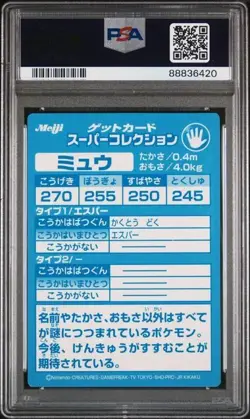 PSA
88836420
Meiji
ゲットカード
スーパーコレクション
ミュウ
たかさ/0.4m
おもさ/4.0kg
こうげき ぼうぎょ すばやさ とくしゅ
270 255 250 245
タイプ1/エスパー
こうかばつぐん かくとう どく
こうかはいまひとつ エスパー
こうかがない
タイプ2/ー
こうかばつぐん
こうかはいまひとつ
こうかがない
名前やたかさ、おもさ以外はすべて
が謎につつまれているポケモン。
今後、けんきゅうがすすむことが
期待されている。
©Nintendo・CREATURES・GAMEFREAK・TV TOKYO・SHO-PRO・JR KIKAKU